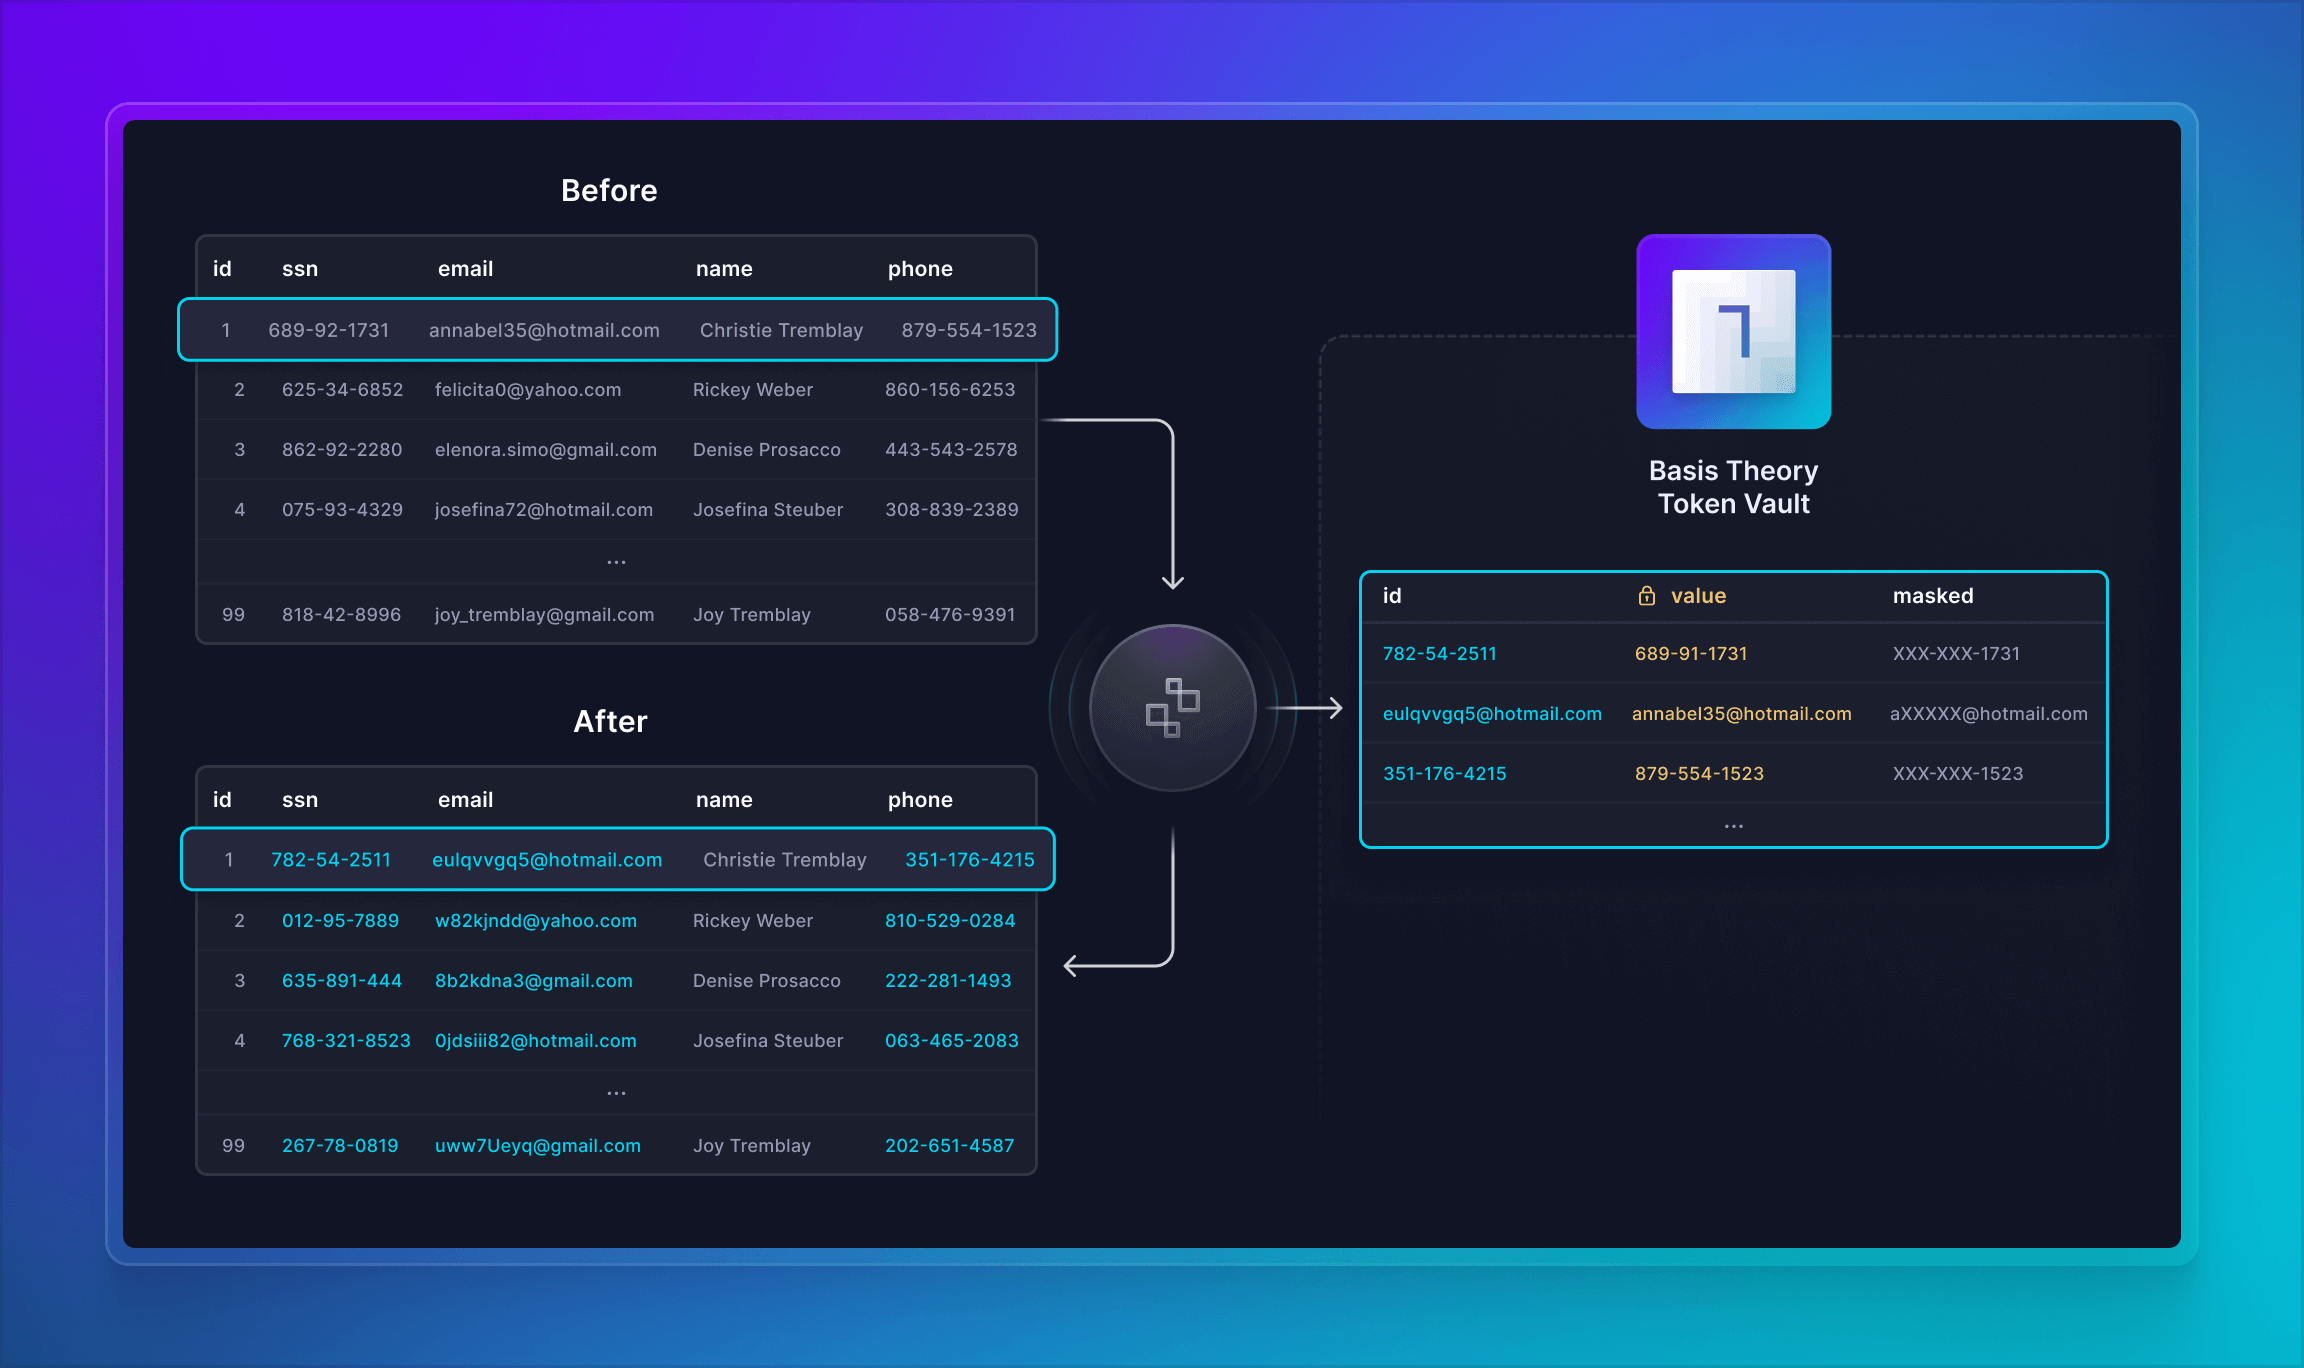 Before
id ssn email name phone
1 689-92-1731 annabel35@hotmail.com Christie Tremblay 879-554-1523
2 625-34-6852 felicita0@yahoo.com Rickey Weber 860-156-6253
3 862-92-2280 elenora.simo@gmail.com Denise Prosacco 443-543-2578
4 075-93-4329 josefina72@hotmail.com Josefina Steuber 308-839-2389
...
99 818-42-8996 joy_tremblay@gmail.com Joy Tremblay 058-476-9391
After
id ssn email name phone
1 782-54-2511 eulqvvgq5@hotmail.com Christie Tremblay 351-176-4215
2 012-95-7889 w82kjndd@yahoo.com Rickey Weber 810-529-0284
3 635-891-444 8b2kdna3@gmail.com Denise Prosacco 222-281-1493
4 768-321-8523 0jdsiii82@hotmail.com Josefina Steuber 063-465-2083
...
99 267-78-0819 uww7Ueyq@gmail.com Joy Tremblay 202-651-4587
Basis Theory
Token Vault
id value masked
782-54-2511 689-91-1731 XXX-XXX-1731
eulqvvgq5@hotmail.com annabel35@hotmail.com aXXXXX@hotmail.com
351-176-4215 879-554-1523 XXX-XXX-1523
...